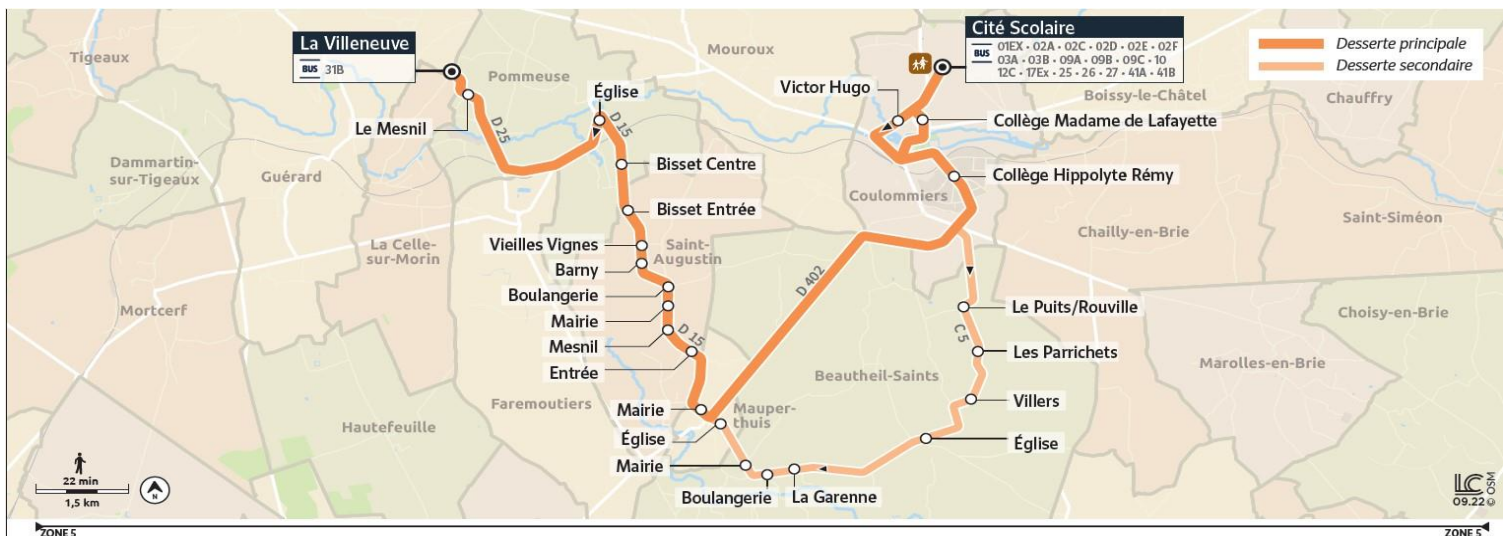 La Villeneuve
BUS 31B
Cité Scolaire
BUS 01EX • 02A • 02C • 02D • 02E • 02F
03A • 03B • 09A • 09B • 09C • 10
12C • 17Ex • 25 • 26 • 27 • 41A • 41B
Desserte principale
Desserte secondaire
Tigeaux
Pommeuse
Mouroux
Boissy-le-Châtel
Chauffry
Le Mesnil
D 25
Église
D 15
Victor Hugo
Collège Madame de Lafayette
Dammartin-
sur-Tigeaux
Guérard
Bisset Centre
Collège Hippolyte Rémy
Coulommiers
Bisset Entrée
Saint-Siméon
Chailly-en-Brie
La Celle-
sur-Morin
Vieilles Vignes
Saint-
Augustin
Barny
Boulangerie
D 402
Mortcerf
Mairie
Le Puits/Rouville
Choisy-en-Brie
Mesnil
D 15
C 5
Entrée
Les Parrichets
Marolles-en-Brie
Beautheil-Saints
Faremoutiers
Hautefeuille
Mairie
Mauper-
thuis
Villers
Église
Église
Mairie
Boulangerie
La Garenne
22 min
1,5 km
N
LC
09.22
© OSM
ZONE 5
ZONE 5